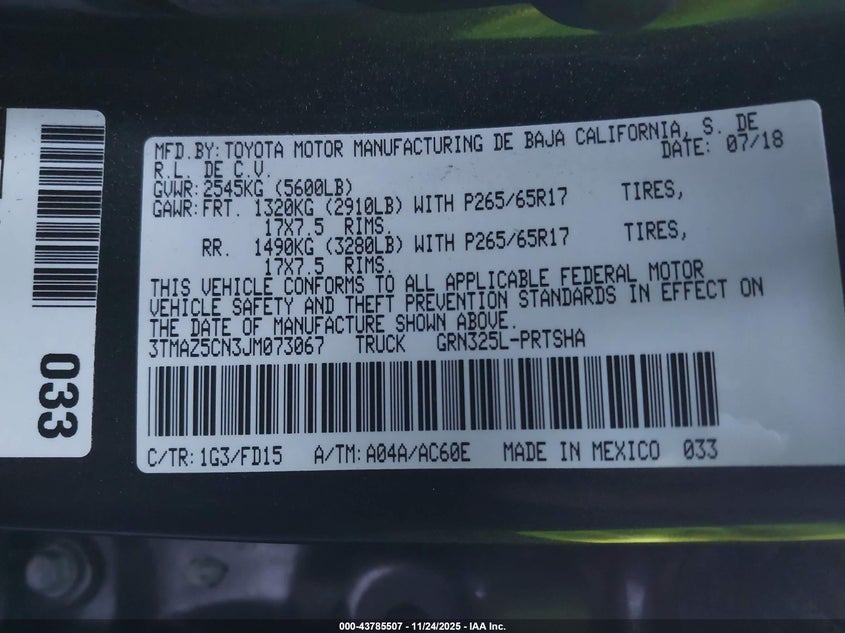 MFD.BY:TOYOTA MOTOR MANUFACTURING DE BAJA CALIFORNIA, S. DE
R.L. DE C.V. DATE: 07/18
GVWR:2545KG (5600LB)
GAWR:FRT. 1320KG (2910LB) WITH P265/65R17 TIRES,
17X7.5 RIMS.
RR. 1490KG (3280LB) WITH P265/65R17 TIRES,
17X7.5 RIMS.
THIS VEHICLE CONFORMS TO ALL APPLICABLE FEDERAL MOTOR
VEHICLE SAFETY AND THEFT PREVENTION STANDARDS IN EFFECT ON
THE DATE OF MANUFACTURE SHOWN ABOVE.
3TMAZ5CN3JM073067 TRUCK GRN325L-PRTSHA
C/TR:1G3/FD15 A/TM:A04A/AC60E MADE IN MEXICO 033
033
000-43785507 - 11/24/2025 - IAA Inc.